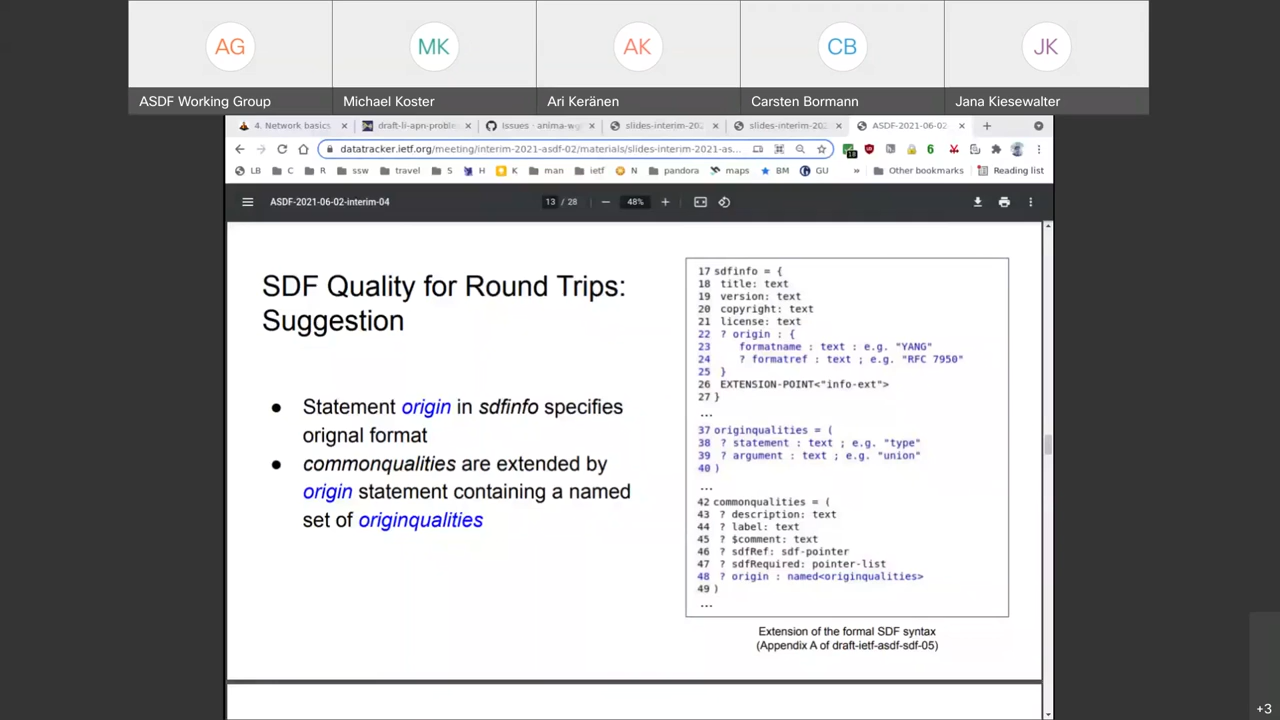 AG
MK
AK
CB
JK
ASDF Working Group
Michael Koster
Ari Keränen
Carsten Bormann
Jana Kiesewalter
4. Network basics
draft-li-apn-proble
Issues · anima-w
slides-interim-202
slides-interim-202
ASDF-2021-06-02-
datatracker.ietf.org/meeting/interim-2021-asdf-02/materials/slides-interim-2021-as...
LB C R ssw travel S H K man ietf N pandora maps BM GU » Other bookmarks Reading list
ASDF-2021-06-02-interim-04
13 / 28
48%
SDF Quality for Round Trips:
Suggestion
● Statement origin in sdfinfo specifies
orignal format
● commonqualities are extended by
origin statement containing a named
set of originqualities
17 sdfinfo = {
18 title: text
19 version: text
20 copyright: text
21 license: text
22 ? origin : {
23 formatname : text ; e.g. "YANG"
24 ? formatref : text ; e.g. "RFC 7950"
25 }
26 EXTENSION-POINT<"info-ext">
27 }
...
37 originqualities = (
38 ? statement : text ; e.g. "type"
39 ? argument : text ; e.g. "union"
40 )
...
42 commonqualities = (
43 ? description: text
44 ? label: text
45 ? $comment: text
46 ? sdfRef: sdf-pointer
47 ? sdfRequired: pointer-list
48 ? origin : named<originqualities>
49 )
...
Extension of the formal SDF syntax
(Appendix A of draft-ietf-asdf-sdf-05)
+3